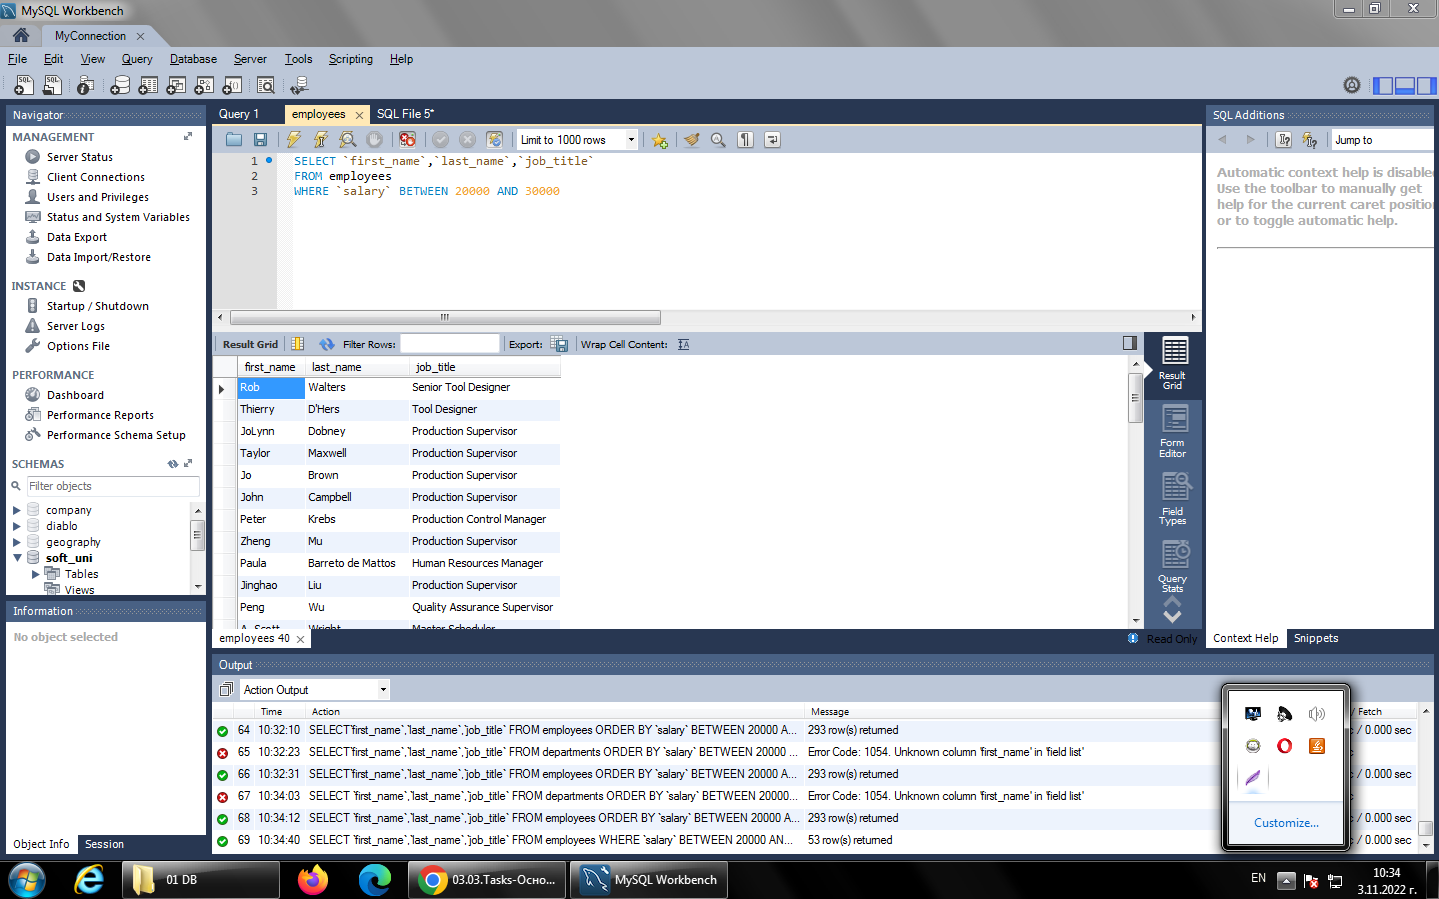 MySQL Workbench
MyConnection
File Edit View Query Database Server Tools Scripting Help
Navigator
MANAGEMENT
Server Status
Client Connections
Users and Privileges
Status and System Variables
Data Export
Data Import/Restore
INSTANCE
Startup / Shutdown
Server Logs
Options File
PERFORMANCE
Dashboard
Performance Reports
Performance Schema Setup
SCHEMAS
Filter objects
company
diablo
geography
soft_uni
Tables
Views
Information
No object selected
Object Info Session
Query 1 employees SQL File 5*
Limit to 1000 rows
1 SELECT `first_name`,`last_name`,`job_title`
2 FROM employees
3 WHERE `salary` BETWEEN 20000 AND 30000
Result Grid Filter Rows: Export: Wrap Cell Content:
first_name last_name job_title
Rob Walters Senior Tool Designer
Thierry D'Hers Tool Designer
JoLynn Dobney Production Supervisor
Taylor Maxwell Production Supervisor
Jo Brown Production Supervisor
John Campbell Production Supervisor
Peter Krebs Production Control Manager
Zheng Mu Production Supervisor
Paula Barreto de Mattos Human Resources Manager
Jinghao Liu Production Supervisor
Peng Wu Quality Assurance Supervisor
A. Scott Wright Master Scheduler
Result Grid
Form Editor
Field Types
Query Stats
employees 40
Read Only
SQL Additions
Jump to
Automatic context help is disabled
Use the toolbar to manually get
help for the current caret position
or to toggle automatic help.
Context Help Snippets
Output
Action Output
Time Action Message / Fetch
64 10:32:10 SELECT`first_name`,`last_name`,`job_title` FROM employees ORDER BY `salary` BETWEEN 20000 A... 293 row(s) returned / 0.000 sec
65 10:32:23 SELECT`first_name`,`last_name`,`job_title` FROM departments ORDER BY `salary` BETWEEN 20000 ... Error Code: 1054. Unknown column 'first_name' in 'field list'
66 10:32:31 SELECT`first_name`,`last_name`,`job_title` FROM employees ORDER BY `salary` BETWEEN 20000 A... 293 row(s) returned / 0.000 sec
67 10:34:03 SELECT `first_name`,`last_name`,`job_title` FROM departments ORDER BY `salary` BETWEEN 20000... Error Code: 1054. Unknown column 'first_name' in 'field list'
68 10:34:12 SELECT `first_name`,`last_name`,`job_title` FROM employees ORDER BY `salary` BETWEEN 20000 AN... 293 row(s) returned / 0.000 sec
69 10:34:40 SELECT `first_name`,`last_name`,`job_title` FROM employees WHERE `salary` BETWEEN 20000 AN... 53 row(s) returned / 0.000 sec
Customize...
01 DB
03.03.Tasks-Осно...
MySQL Workbench
EN
10:34
3.11.2022 г.